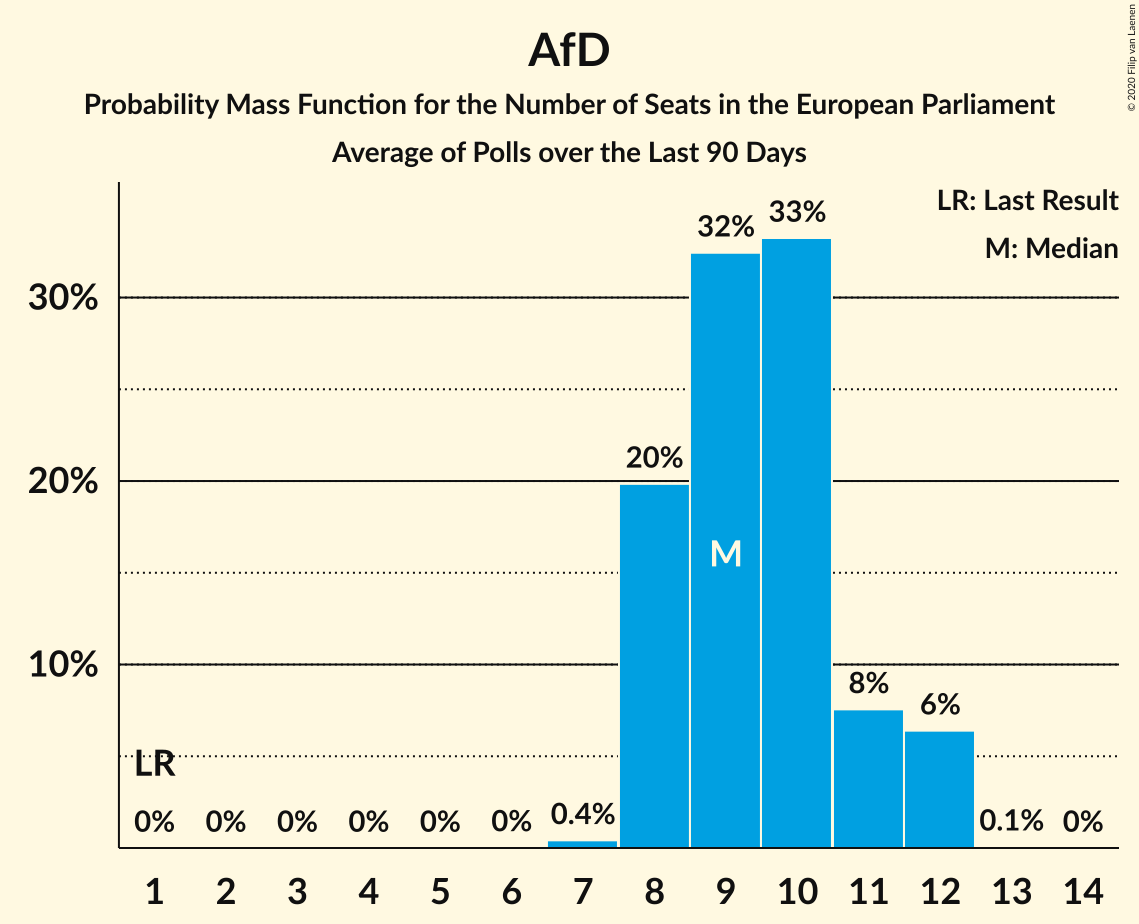 AfD
Probability Mass Function for the Number of Seats in the European Parliament
Average of Polls over the Last 90 Days
© 2020 Filip van Laenen
LR: Last Result
M: Median
33%
32%
30%
20%
20%
M
10%
8%
6%
LR
0% 0% 0% 0% 0% 0% 0.4% 0.1% 0%
1 2 3 4 5 6 7 8 9 10 11 12 13 14